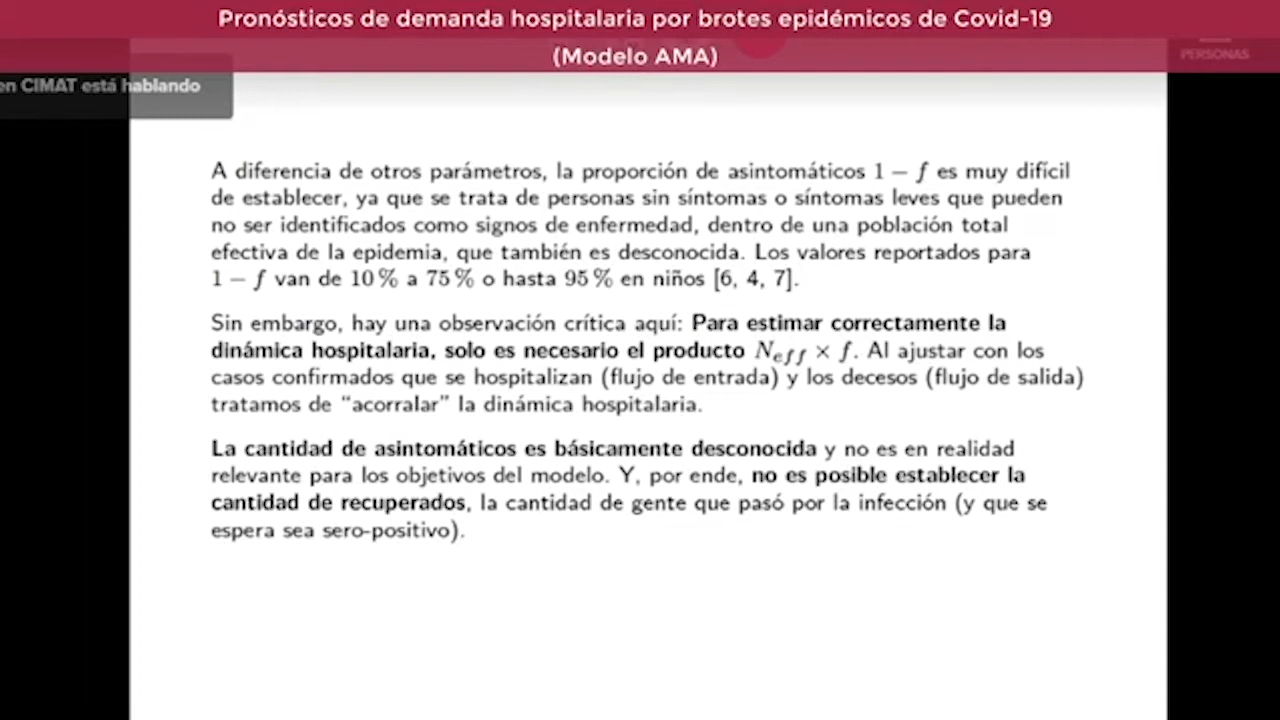 Pronósticos de demanda hospitalaria por brotes epidémicos de Covid-19
(Modelo AMA)
PERSONAS
en CIMAT está hablando
A diferencia de otros parámetros, la proporción de asintomáticos 1 − f es muy difícil
de establecer, ya que se trata de personas sin síntomas o síntomas leves que pueden
no ser identificados como signos de enfermedad, dentro de una población total
efectiva de la epidemia, que también es desconocida. Los valores reportados para
1 − f van de 10 % a 75 % o hasta 95 % en niños [6, 4, 7].
Sin embargo, hay una observación crítica aquí: Para estimar correctamente la
dinámica hospitalaria, solo es necesario el producto N_eff × f. Al ajustar con los
casos confirmados que se hospitalizan (flujo de entrada) y los decesos (flujo de salida)
tratamos de “acorralar” la dinámica hospitalaria.
La cantidad de asintomáticos es básicamente desconocida y no es en realidad
relevante para los objetivos del modelo. Y, por ende, no es posible establecer la
cantidad de recuperados, la cantidad de gente que pasó por la infección (y que se
espera sea sero-positivo).